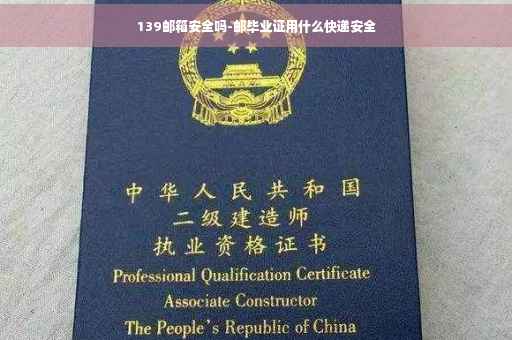 139邮箱安全吗-邮毕业证用什么快递安全
中华人民共和国
二级建造师
执业资格证书
Professional Qualification Certificate
Associate Constructor
The People's Republic of China